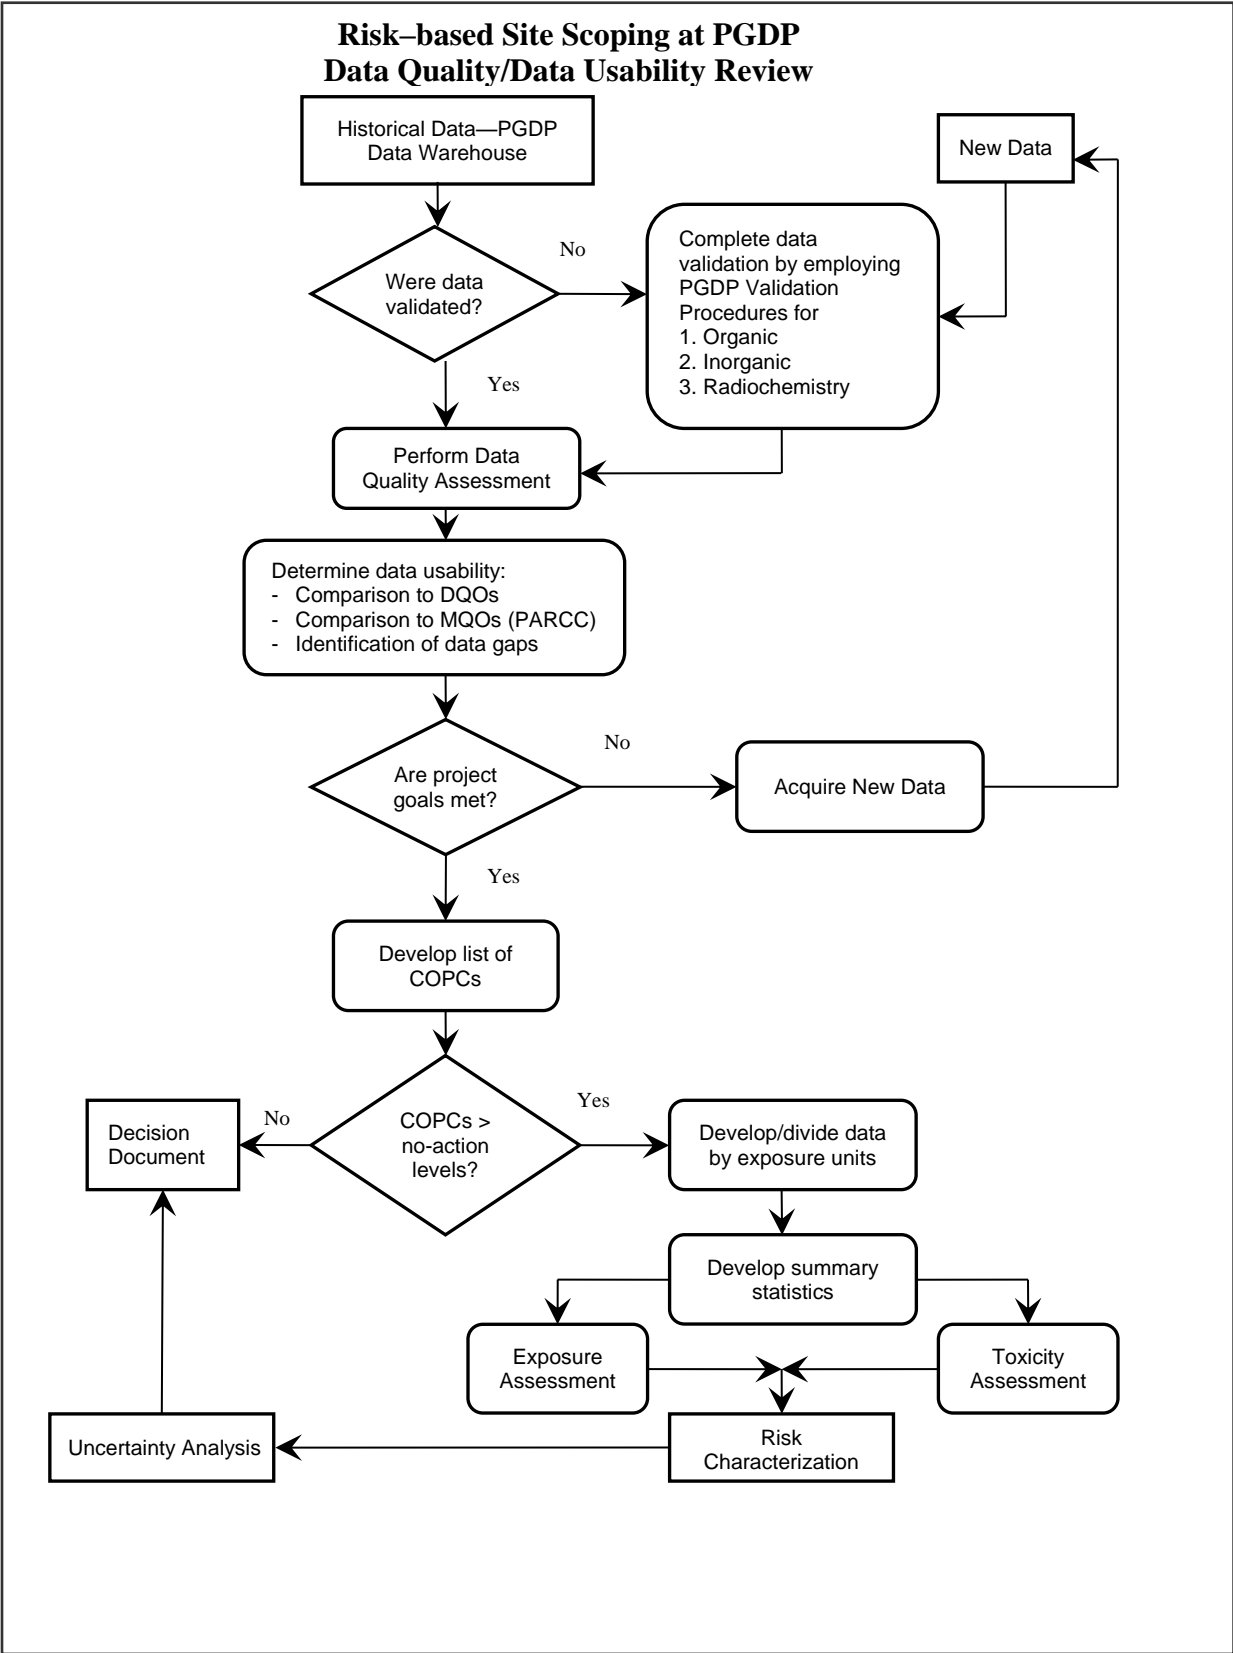 Risk–based Site Scoping at PGDP
Data Quality/Data Usability Review
Historical Data—PGDP
Data Warehouse
New Data
Were data
validated?
No
Complete data
validation by employing
PGDP Validation
Procedures for
1. Organic
2. Inorganic
3. Radiochemistry
Yes
Perform Data
Quality Assessment
Determine data usability:
- Comparison to DQOs
- Comparison to MQOs (PARCC)
- Identification of data gaps
Are project
goals met?
No
Acquire New Data
Yes
Develop list of
COPCs
COPCs >
no-action
levels?
No
Decision
Document
Yes
Develop/divide data
by exposure units
Develop summary
statistics
Exposure
Assessment
Toxicity
Assessment
Risk
Characterization
Uncertainty Analysis